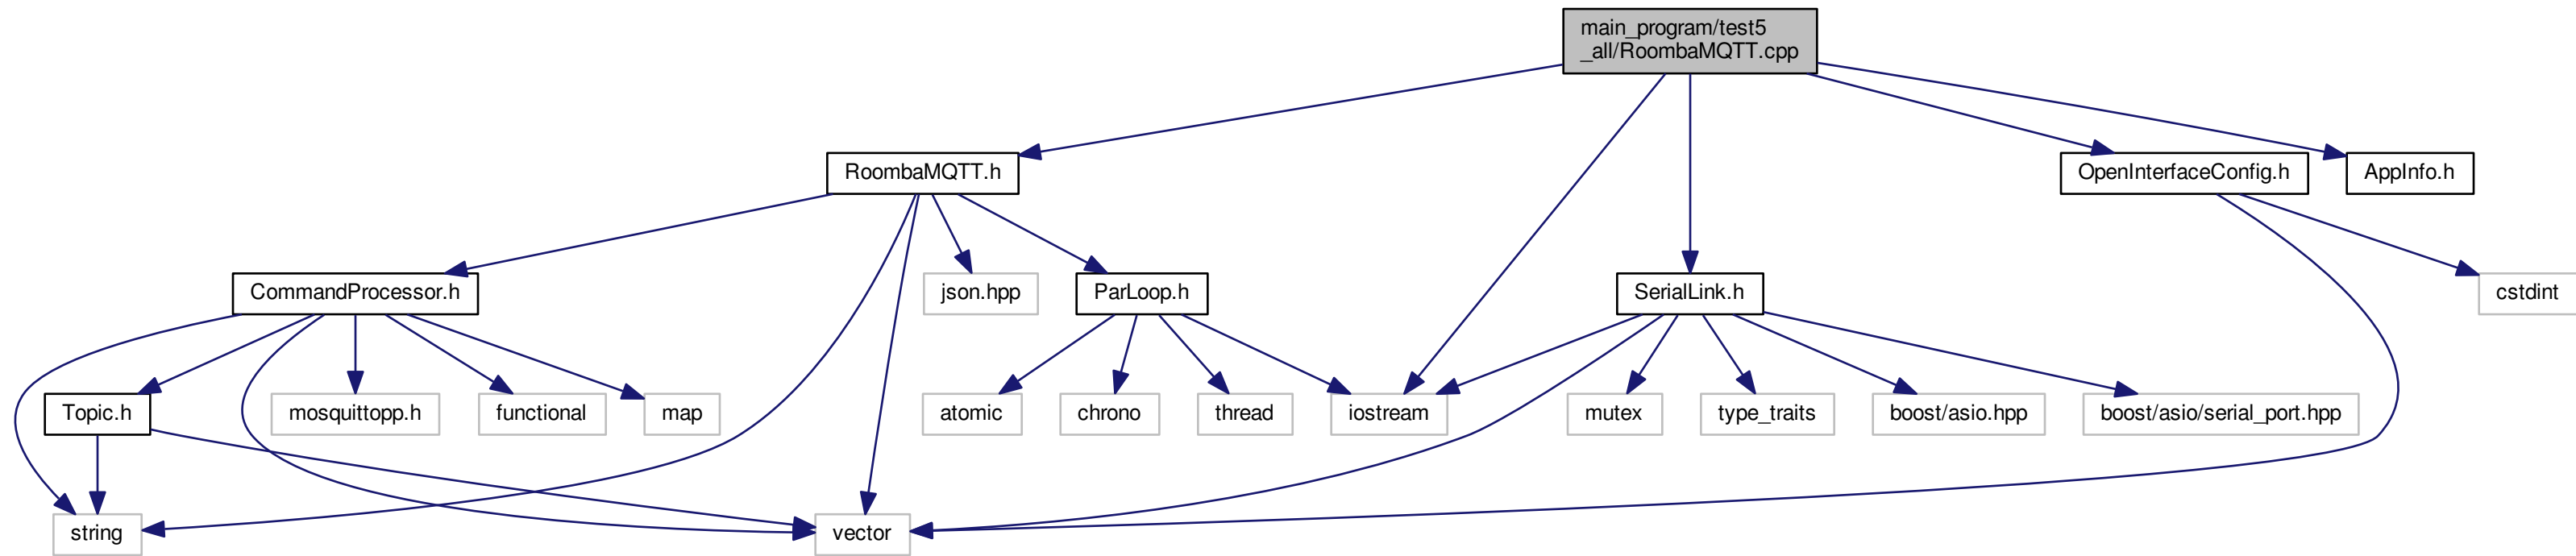 main_program/test5
_all/RoombaMQTT.cpp
RoombaMQTT.h
OpenInterfaceConfig.h
AppInfo.h
CommandProcessor.h
json.hpp
ParLoop.h
SerialLink.h
cstdint
Topic.h
mosquittopp.h
functional
map
atomic
chrono
thread
iostream
mutex
type_traits
boost/asio.hpp
boost/asio/serial_port.hpp
string
vector